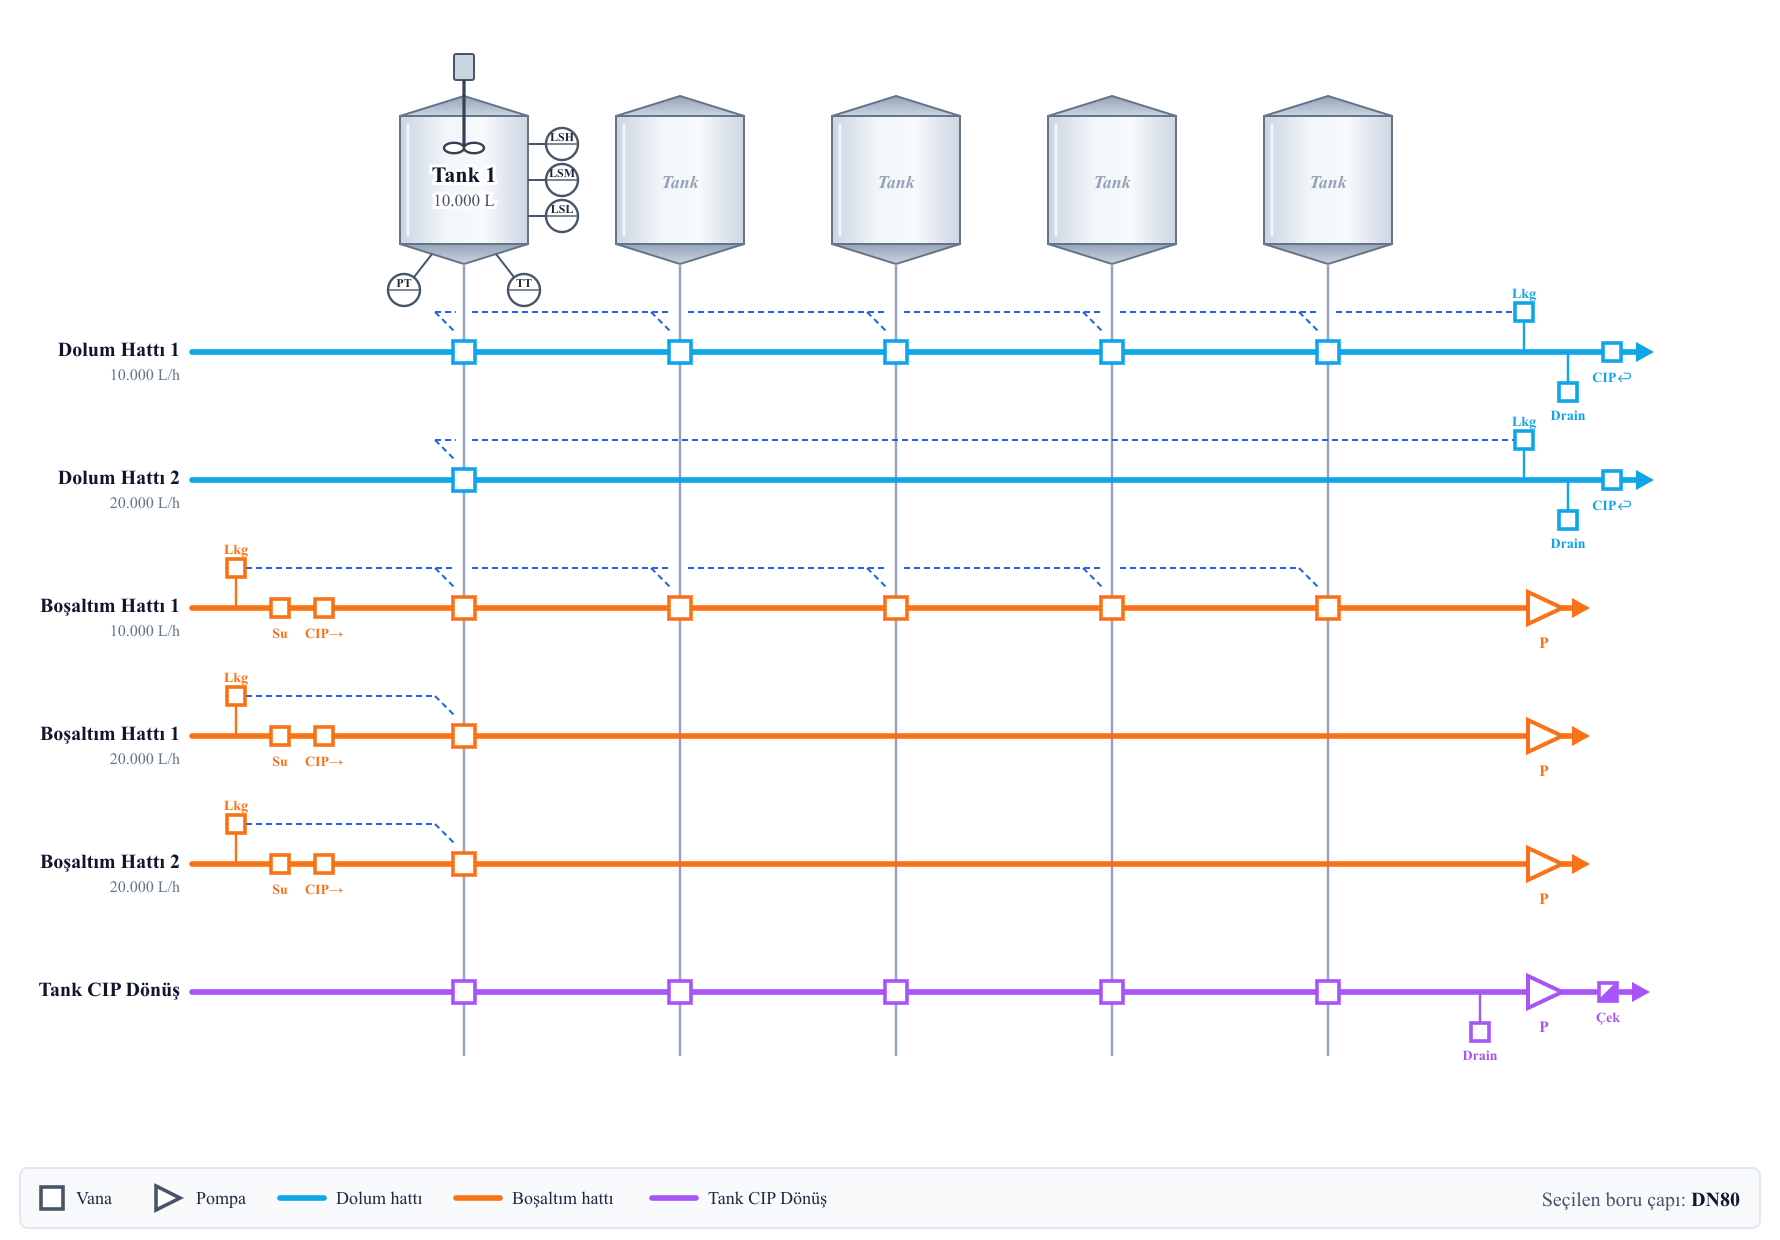 LSH
LSM
LSL
Tank 1
10.000 L
Tank
Tank
Tank
Tank
PT
TT
Lkg
Dolum Hattı 1
10.000 L/h
CIP↩
Drain
Lkg
Dolum Hattı 2
20.000 L/h
CIP↩
Drain
Lkg
Boşaltım Hattı 1
10.000 L/h
Su
CIP→
P
Lkg
Boşaltım Hattı 1
20.000 L/h
Su
CIP→
P
Lkg
Boşaltım Hattı 2
20.000 L/h
Su
CIP→
P
Tank CIP Dönüş
Drain
P
Çek
Vana
Pompa
Dolum hattı
Boşaltım hattı
Tank CIP Dönüş
Seçilen boru çapı: DN80